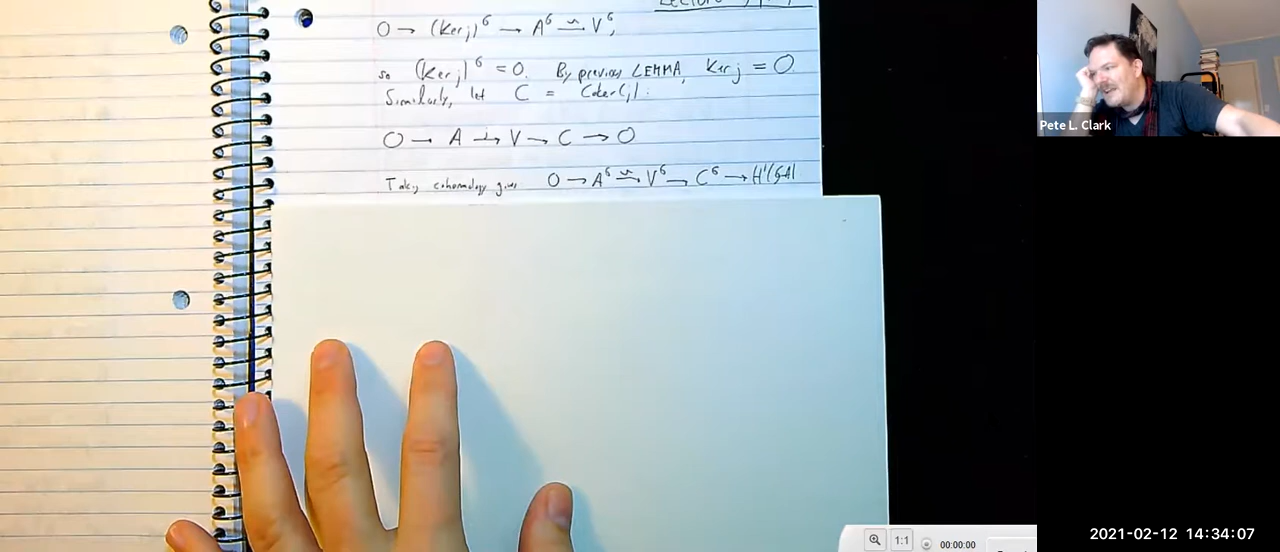 0 → (Ker j)^G → A^G ~→ V^G,
so (Ker j)^G = 0. By previous LEMMA, Ker j = 0.
Similarly, let C = Coker(j).
0 → A →^j V → C → 0
Taking cohomology gives 0 → A^G ~→ V^G → C^G → H^1(G,A)
Pete L. Clark
1:1
00:00:00
2021-02-12 14:34:07